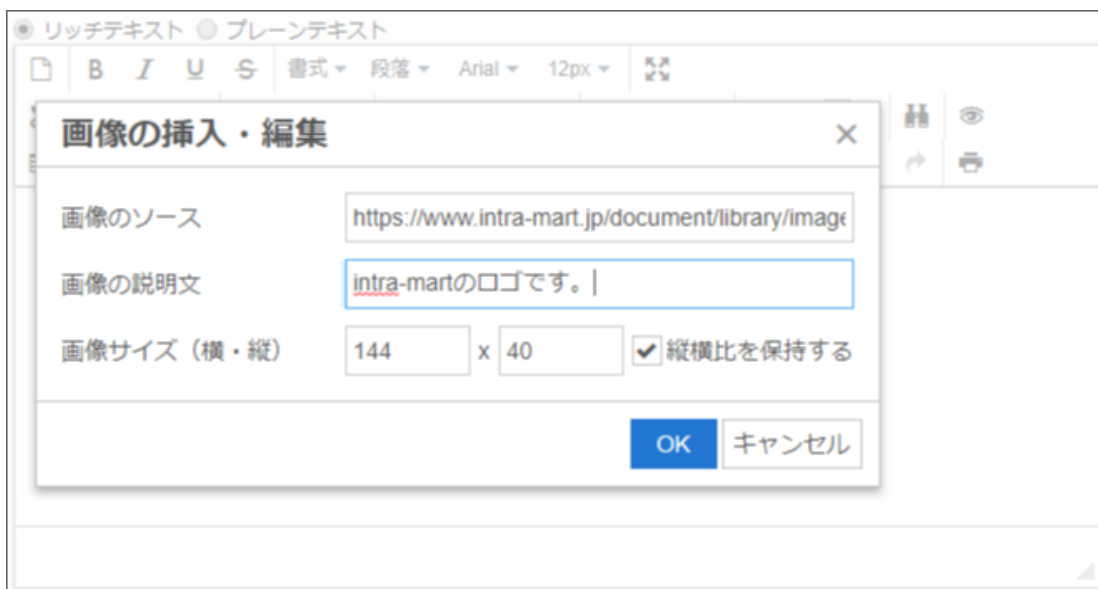 リッチテキスト プレーンテキスト
B I U S 書式 段落 Arial 12px
画像の挿入・編集 ×
画像のソース https://www.intra-mart.jp/document/library/image
画像の説明文 intra-martのロゴです。
画像サイズ（横・縦） 144 x 40 縦横比を保持する
OK キャンセル